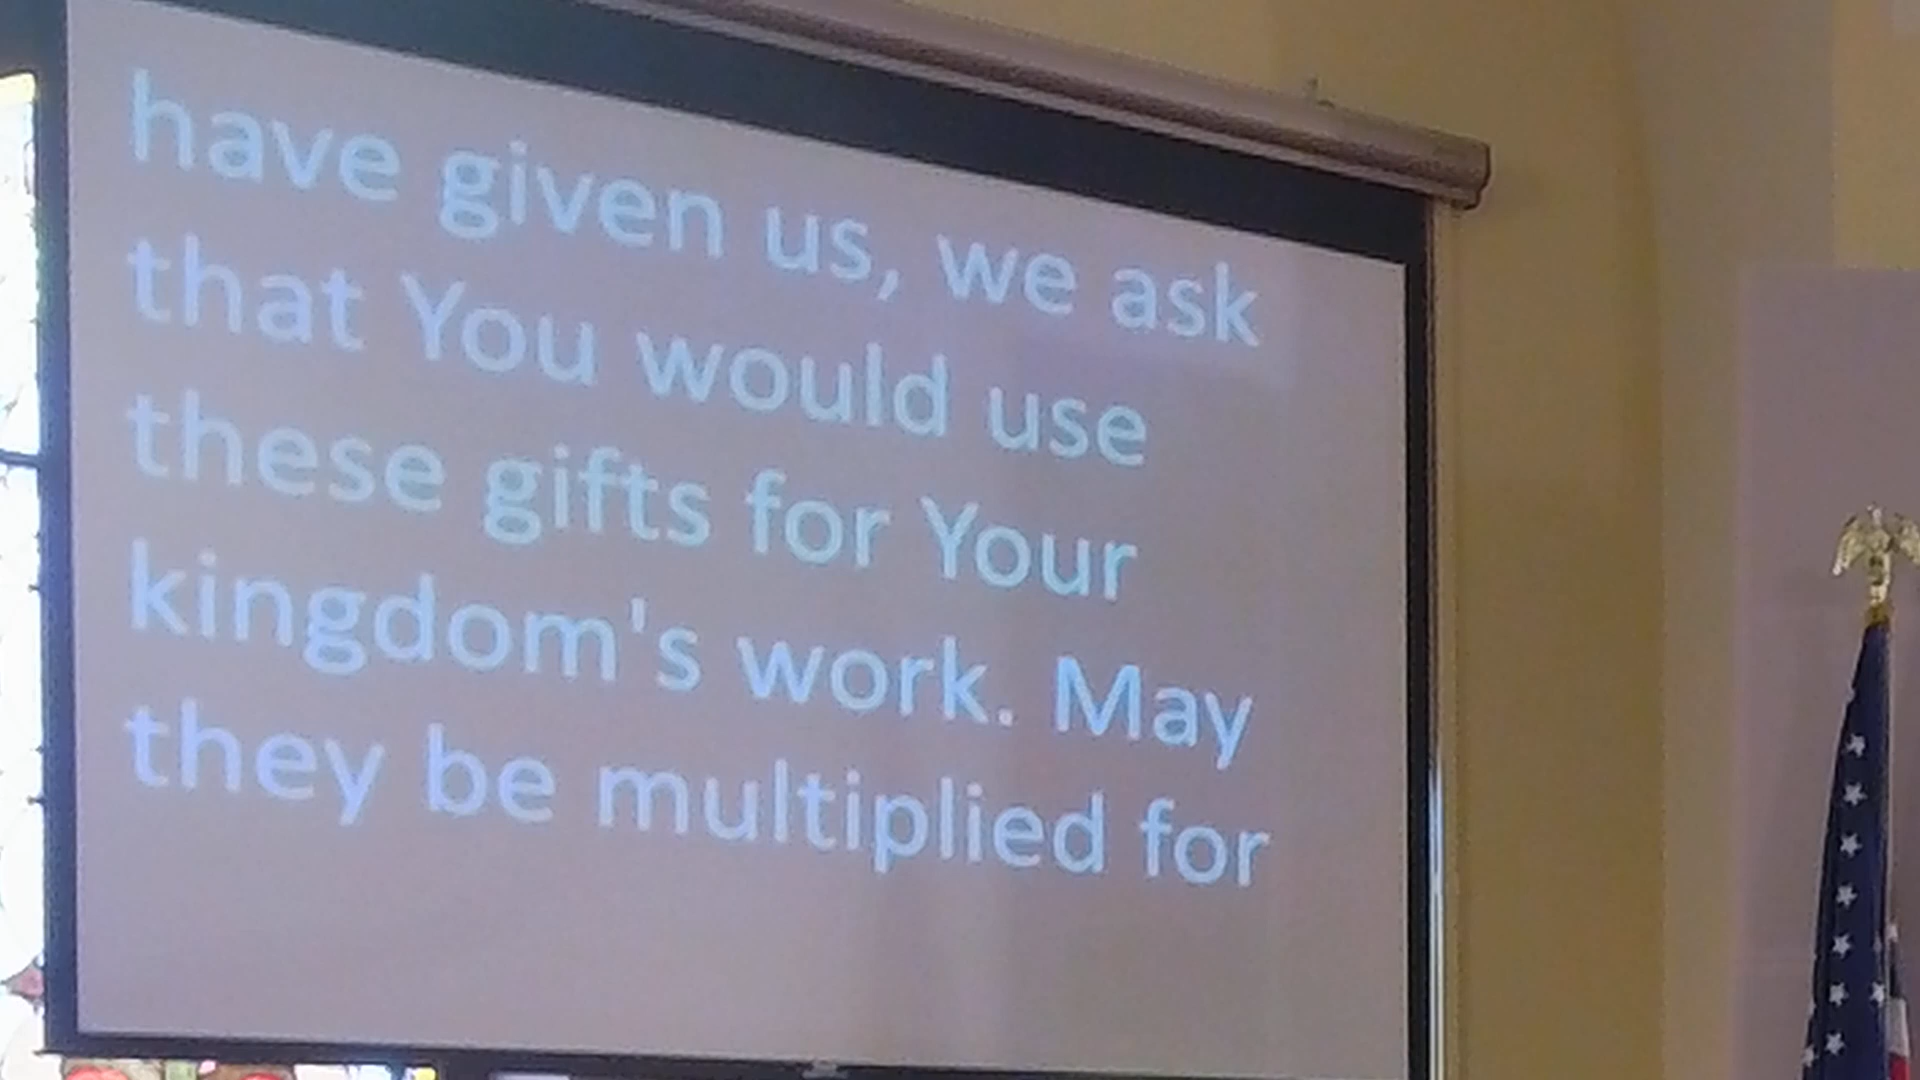 have given us, we ask
that You would use
these gifts for Your
kingdom's work. May
they be multiplied for